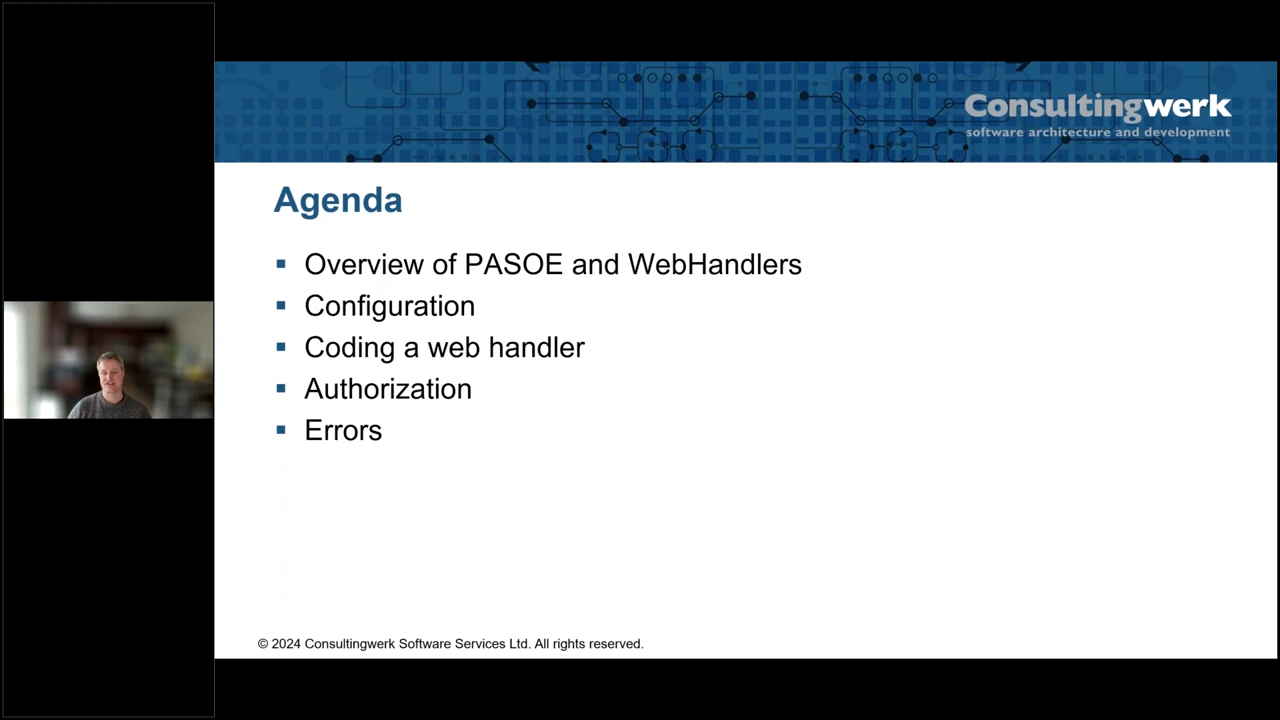 Consultingwerk
software architecture and development
Agenda
Overview of PASOE and WebHandlers
Configuration
Coding a web handler
Authorization
Errors
© 2024 Consultingwerk Software Services Ltd. All rights reserved.